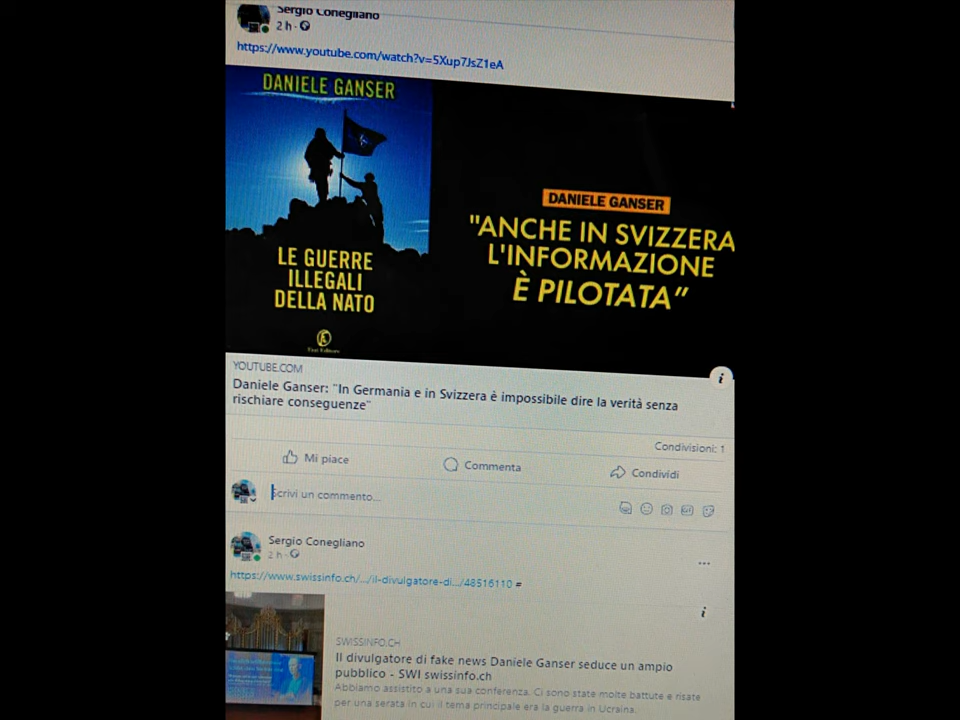 Sergio Conegliano
2 h ·
https://www.youtube.com/watch?v=5Xup7JsZ1eA
DANIELE GANSER
LE GUERRE
ILLEGALI
DELLA NATO
DANIELE GANSER
"ANCHE IN SVIZZERA
L'INFORMAZIONE
È PILOTATA"
YOUTUBE.COM
Daniele Ganser: "In Germania e in Svizzera è impossibile dire la verità senza
rischiare conseguenze"
Condivisioni: 1
Mi piace
Commenta
Condividi
Scrivi un commento...
GIF
Sergio Conegliano
2 h ·
https://www.swissinfo.ch/.../il-divulgatore-di.../48516110 #
SWISSINFO.CH
Il divulgatore di fake news Daniele Ganser seduce un ampio
pubblico - SWI swissinfo.ch
Abbiamo assistito a una sua conferenza. Ci sono state molte battute e risate
per una serata in cui il tema principale era la guerra in Ucraina.